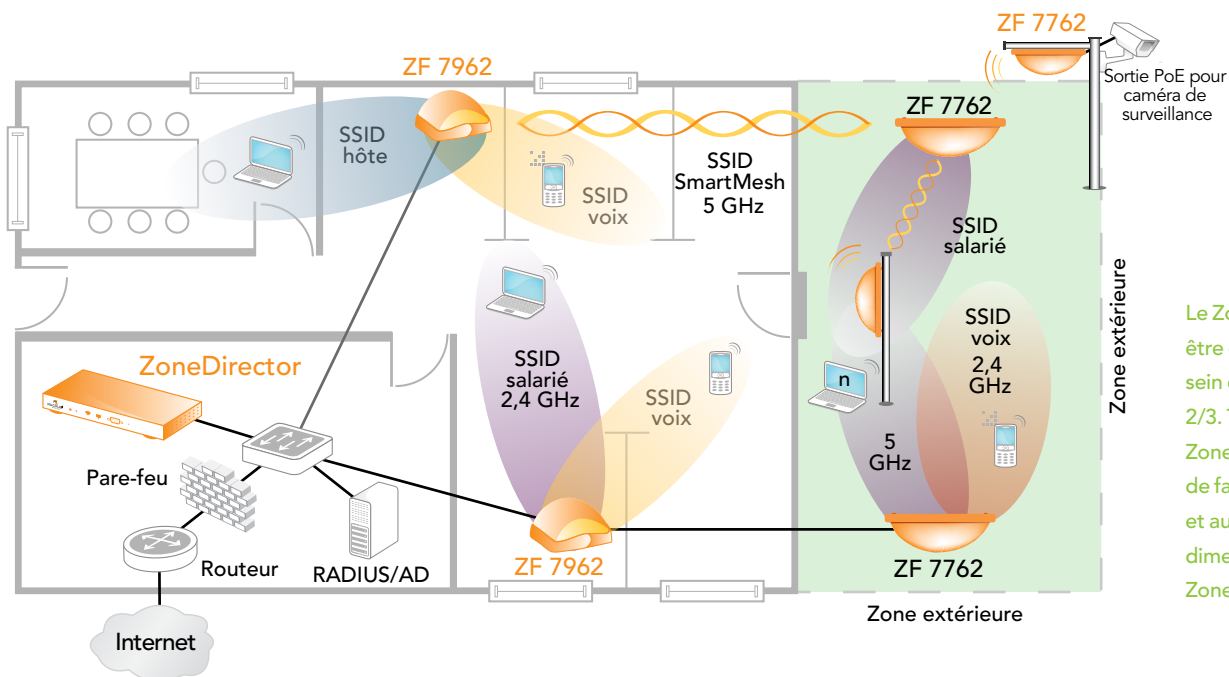 ZF 7762
Sortie PoE pour
caméra de
surveillance
ZF 7962
ZF 7762
SSID
hôte
SSID
voix
SSID
SmartMesh
5 GHz
SSID
salarié
Zone extérieure
ZoneDirector
SSID
salarié
2,4 GHz
SSID
voix
SSID
voix
2,4
GHz
n
5
GHz
Pare-feu
Routeur
RADIUS/AD
ZF 7962
ZF 7762
Zone extérieure
Internet
Le Zo
être
sein
2/3.
Zone
de fa
et au
dime
Zone